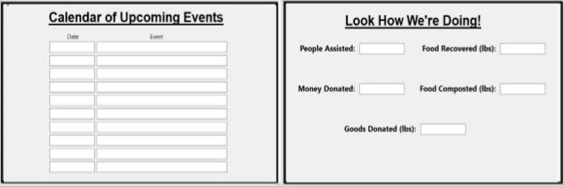 Calendar of Upcoming Events
Date Event
Look How We're Doing!
People Assisted: Food Recovered (lbs):
Money Donated: Food Composted (lbs):
Goods Donated (lbs):